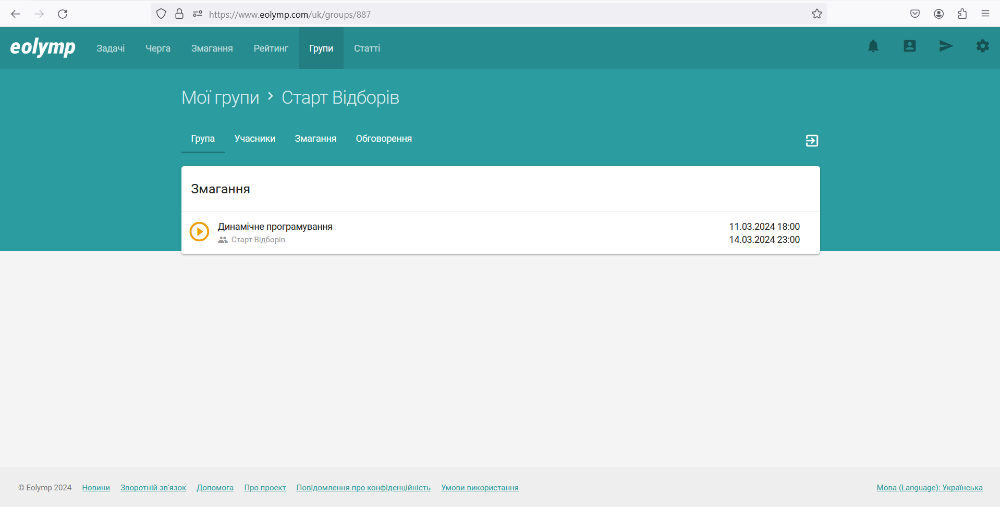 https://www.eolymp.com/uk/groups/887
eolymp Задачі Черга Змагання Рейтинг Групи Статті
Мої групи Старт Відборів
Група Учасники Змагання Обговорення
Змагання
Динамічне програмування 11.03.2024 18:00
Старт Відборів 14.03.2024 23:00
© Eolymp 2024 Новини Зворотній зв'язок Допомога Про проект Повідомлення про конфіденційність Умови використання Мова (Language): Українська